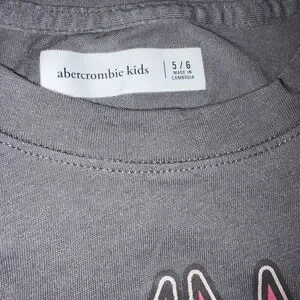 abercrombie kids
5 / 6
MADE IN
CAMBODIA